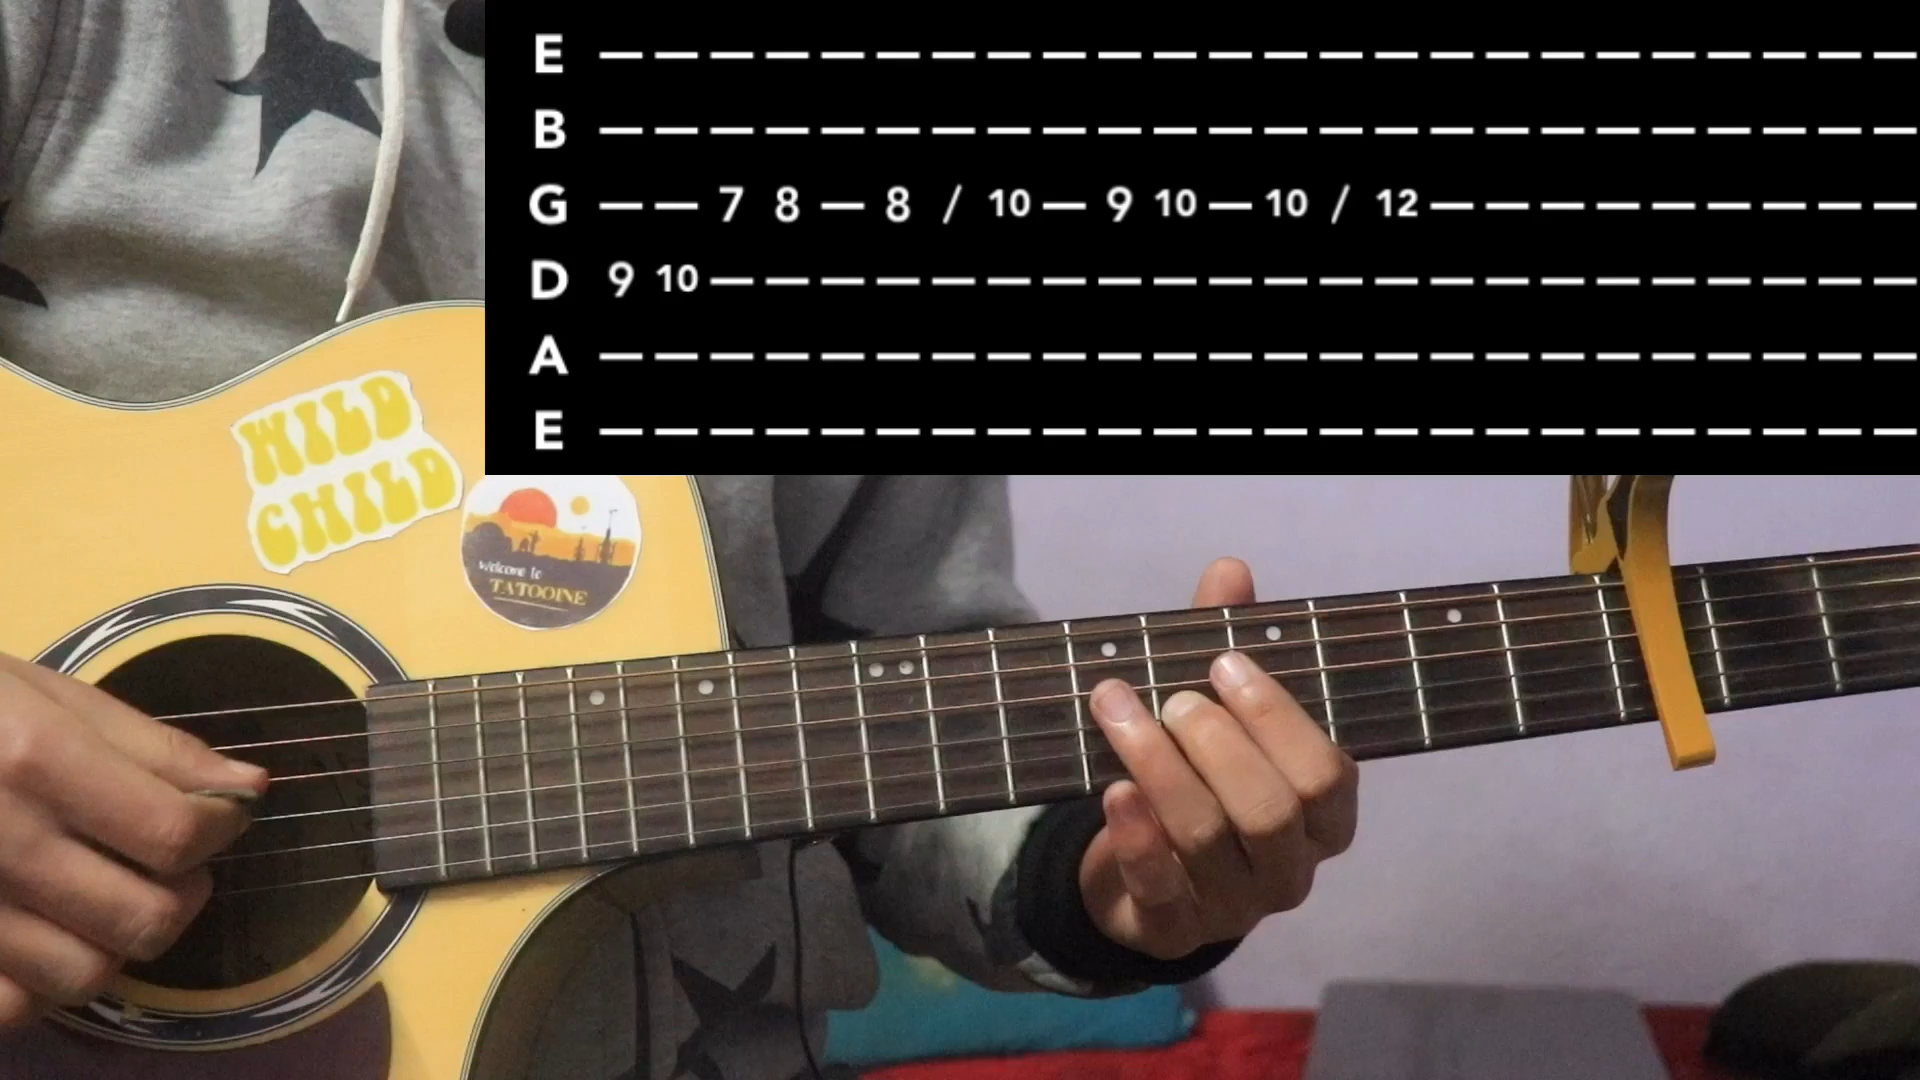 E — — — — — — — — — — — — — — — — — — — — — — — —
B — — — — — — — — — — — — — — — — — — — — — — — —
G — — 7 8 — 8 / 10 — 9 10 — 10 / 12 — — — — — — — — —
D 9 10 — — — — — — — — — — — — — — — — — — — — — —
A — — — — — — — — — — — — — — — — — — — — — — — —
E — — — — — — — — — — — — — — — — — — — — — — — —
WILD
CHILD
Welcome to
TATOOINE